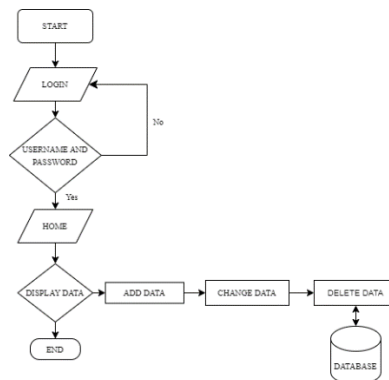 START
LOGIN
No
USERNAME AND
PASSWORD
Yes
HOME
DISPLAY DATA
ADD DATA
CHANGE DATA
DELETE DATA
END
DATABASE